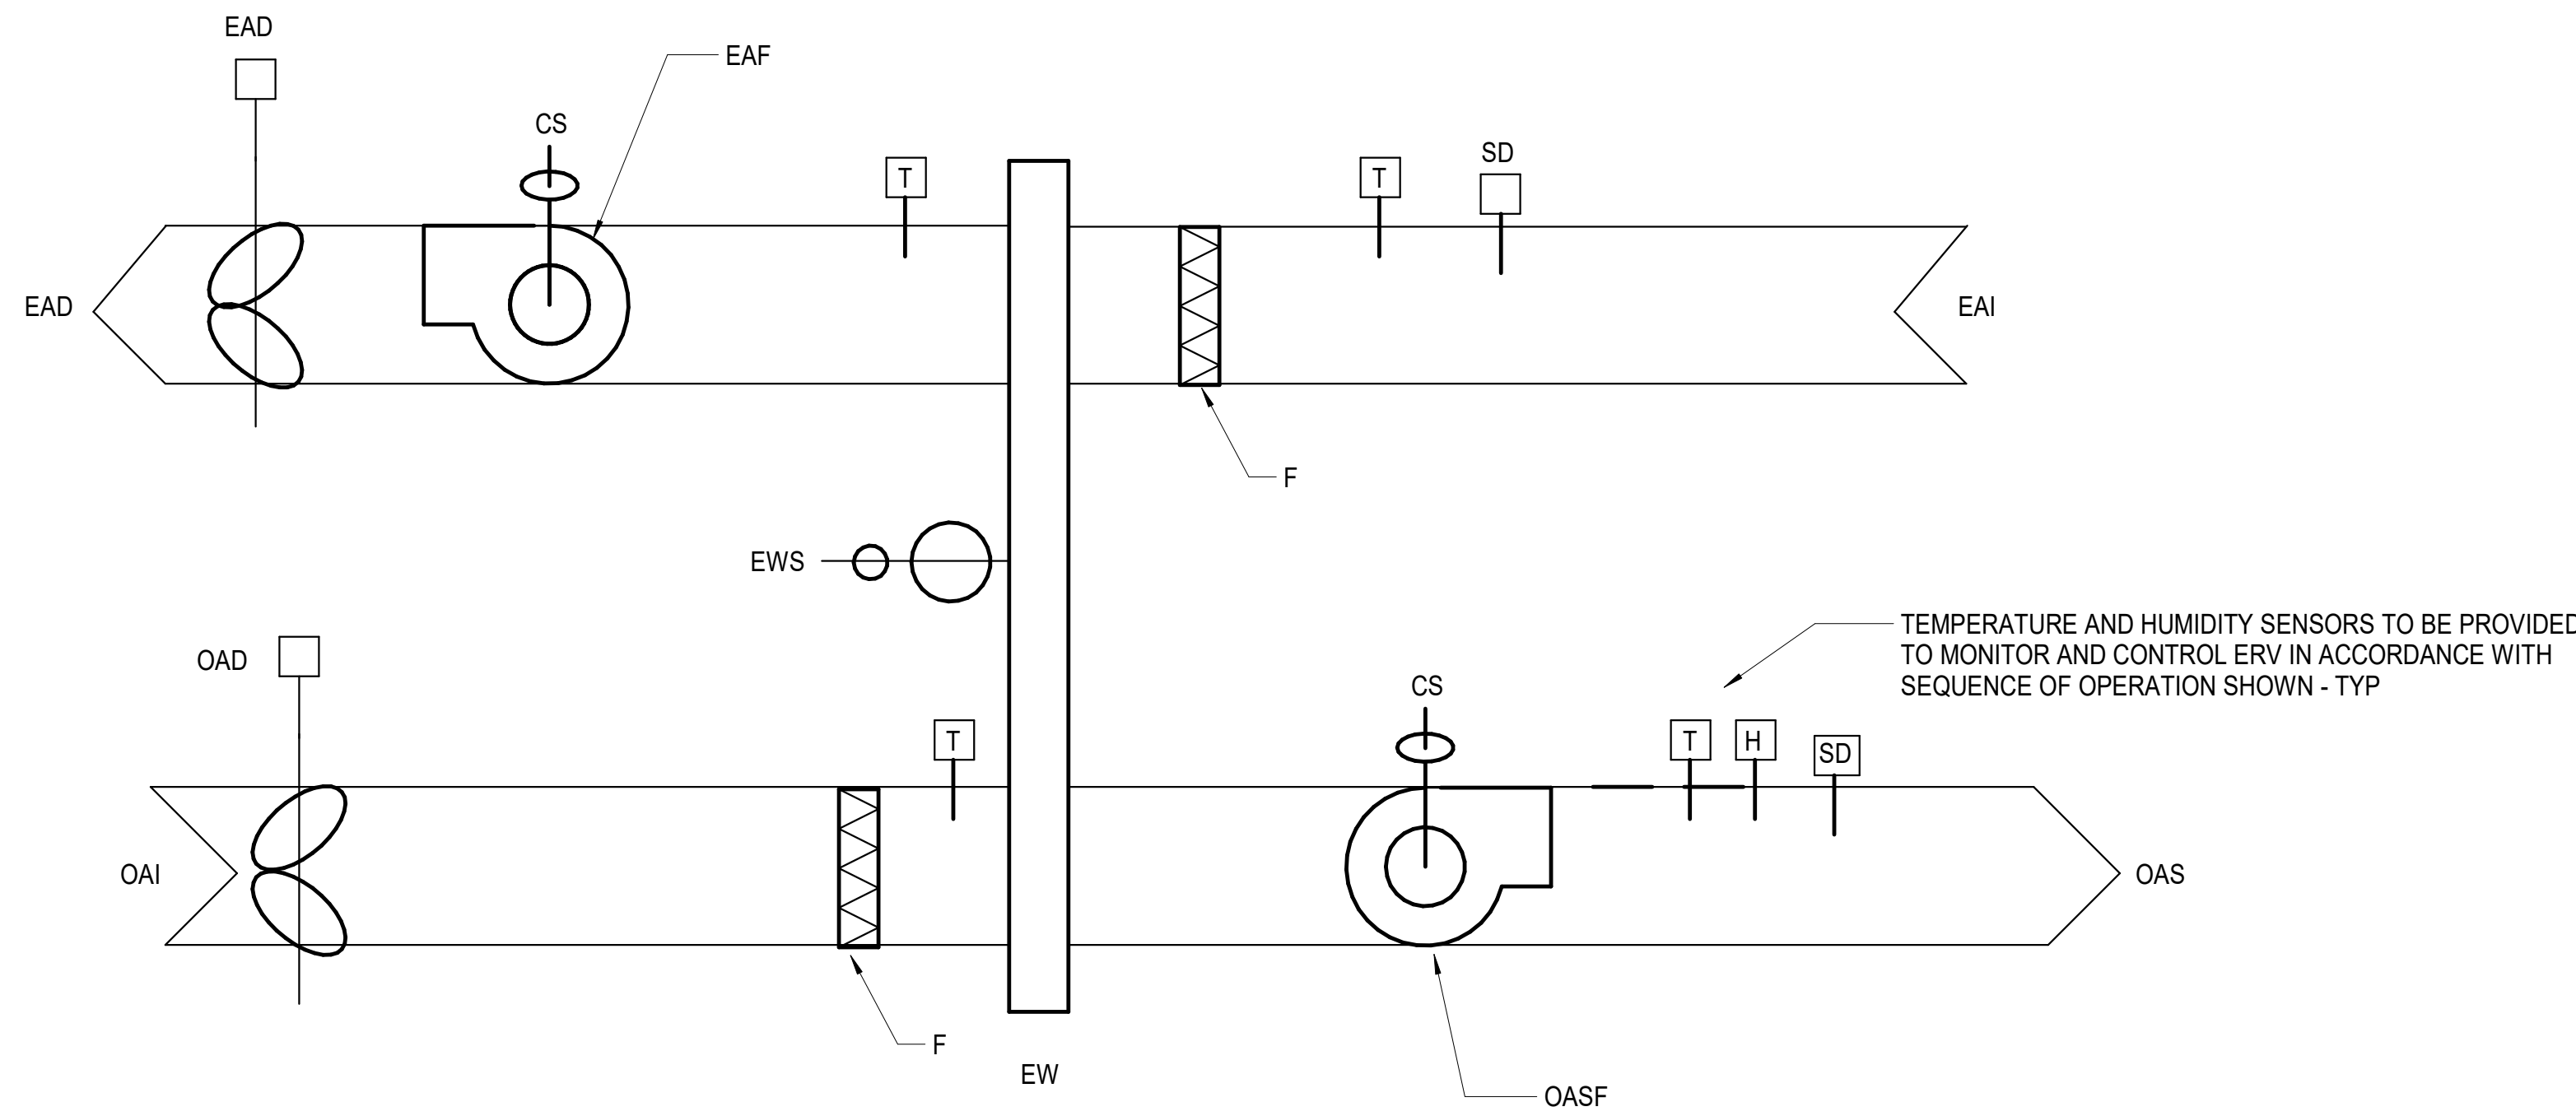 EAD
EAF
CS
T
T
SD
EAD
EAI
F
EWS
TEMPERATURE AND HUMIDITY SENSORS TO BE PROVIDED
TO MONITOR AND CONTROL ERV IN ACCORDANCE WITH
SEQUENCE OF OPERATION SHOWN - TYP
OAD
CS
T
T
H
SD
OAI
OAS
F
EW
OASF